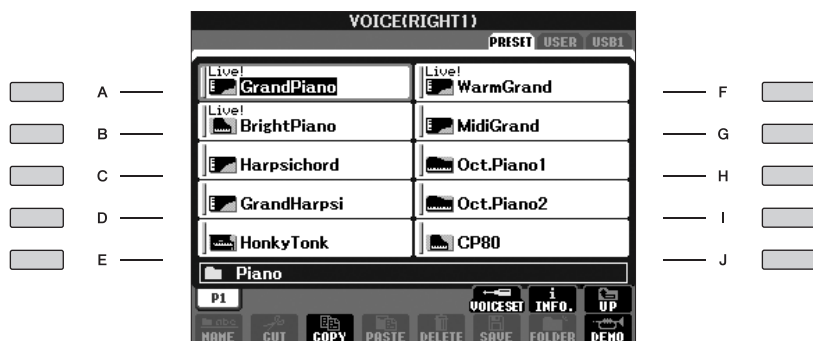 VOICE(RIGHT1)
PRESET USER USB1
Live!
GrandPiano
Live!
WarmGrand
Live!
BrightPiano
MidiGrand
Harpsichord
Oct.Piano1
GrandHarpsi
Oct.Piano2
HonkyTonk
CP80
A
B
C
D
E
F
G
H
I
J
Piano
P1
VOICESET
i
INFO.
UP
abc
NAME CUT COPY PASTE DELETE SAVE FOLDER DEMO